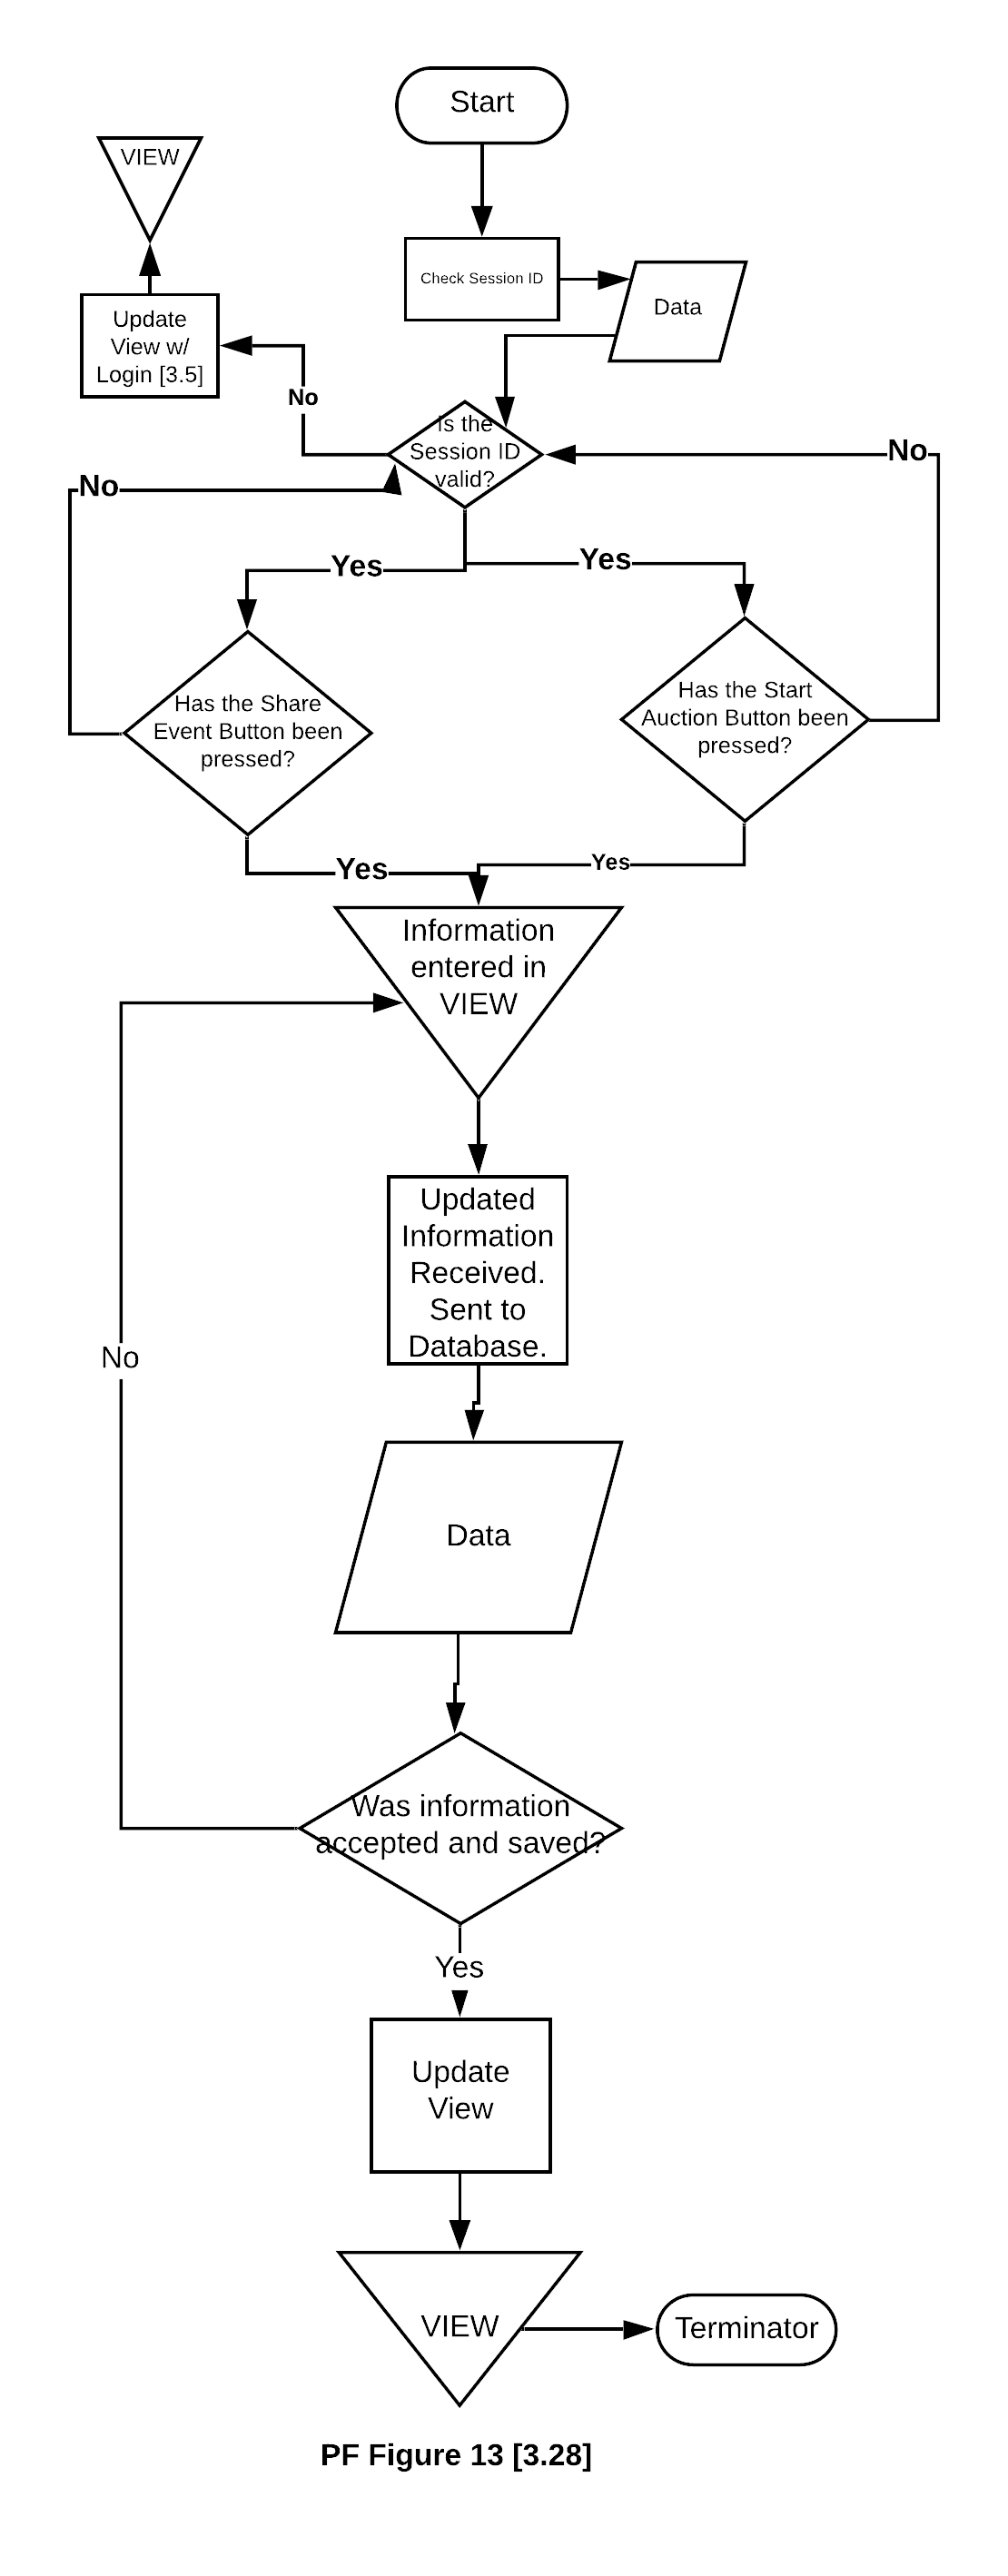 Start
VIEW
Check Session ID
Data
Update
View w/
Login [3.5]
No
Is the
Session ID
valid?
No
No
Yes
Yes
Has the Share
Event Button been
pressed?
Has the Start
Auction Button been
pressed?
Yes
Yes
Information
entered in
VIEW
Updated
Information
Received.
Sent to
Database.
No
Data
Was information
accepted and saved?
Yes
Update
View
VIEW
Terminator
PF Figure 13 [3.28]